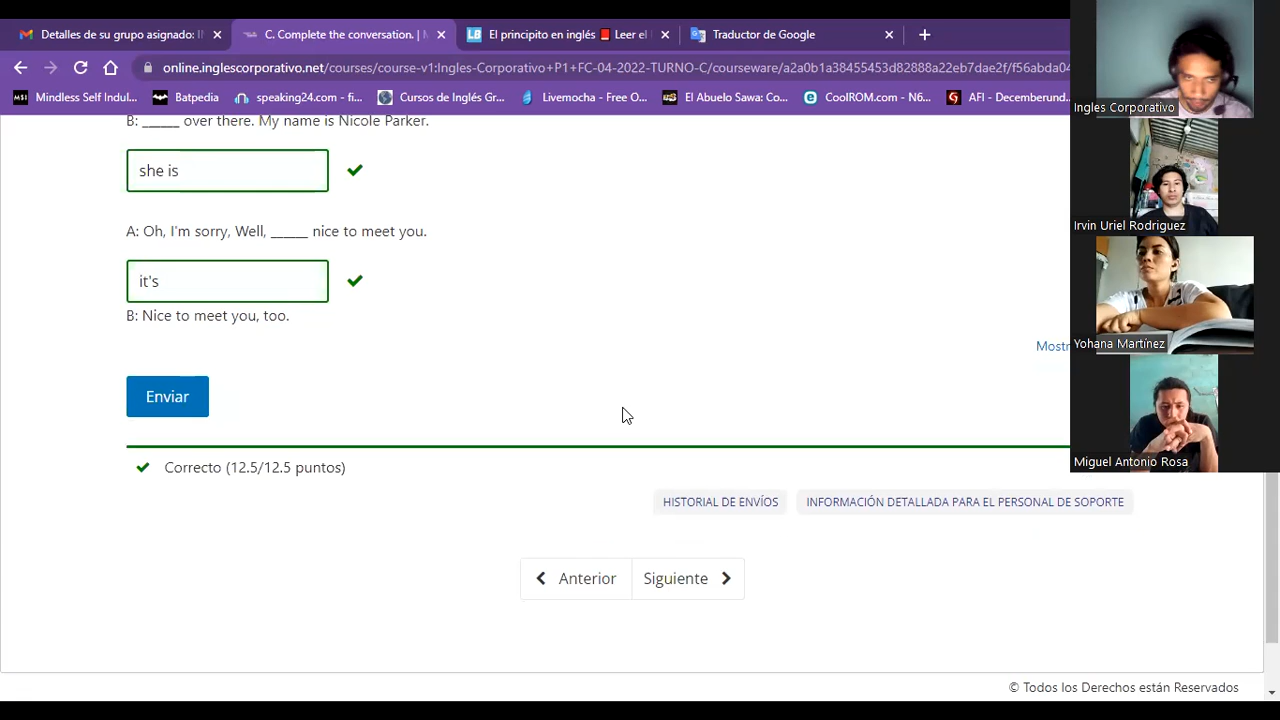 Detalles de su grupo asignado: I
C. Complete the conversation. | M
El principito en inglés 📕 Leer el
Traductor de Google
online.inglescorporativo.net/courses/course-v1:Ingles-Corporativo+P1+FC-04-2022-TURNO-C/courseware/a2a0b1a38455453d82888a22eb7dae2f/f56abda04
Mindless Self Indul...
Batpedia
speaking24.com - fi...
Cursos de Inglés Gr...
Livemocha - Free O...
El Abuelo Sawa: Co...
CoolROM.com - N6...
AFI - Decemberund...
B: ______ over there. My name is Nicole Parker.
she is
A: Oh, I'm sorry, Well, ______ nice to meet you.
it's
B: Nice to meet you, too.
Mostr
Enviar
Correcto (12.5/12.5 puntos)
HISTORIAL DE ENVÍOS
INFORMACIÓN DETALLADA PARA EL PERSONAL DE SOPORTE
Anterior
Siguiente
© Todos los Derechos están Reservados
Ingles Corporativo
Irvin Uriel Rodriguez
Yohana Martínez
Miguel Antonio Rosa